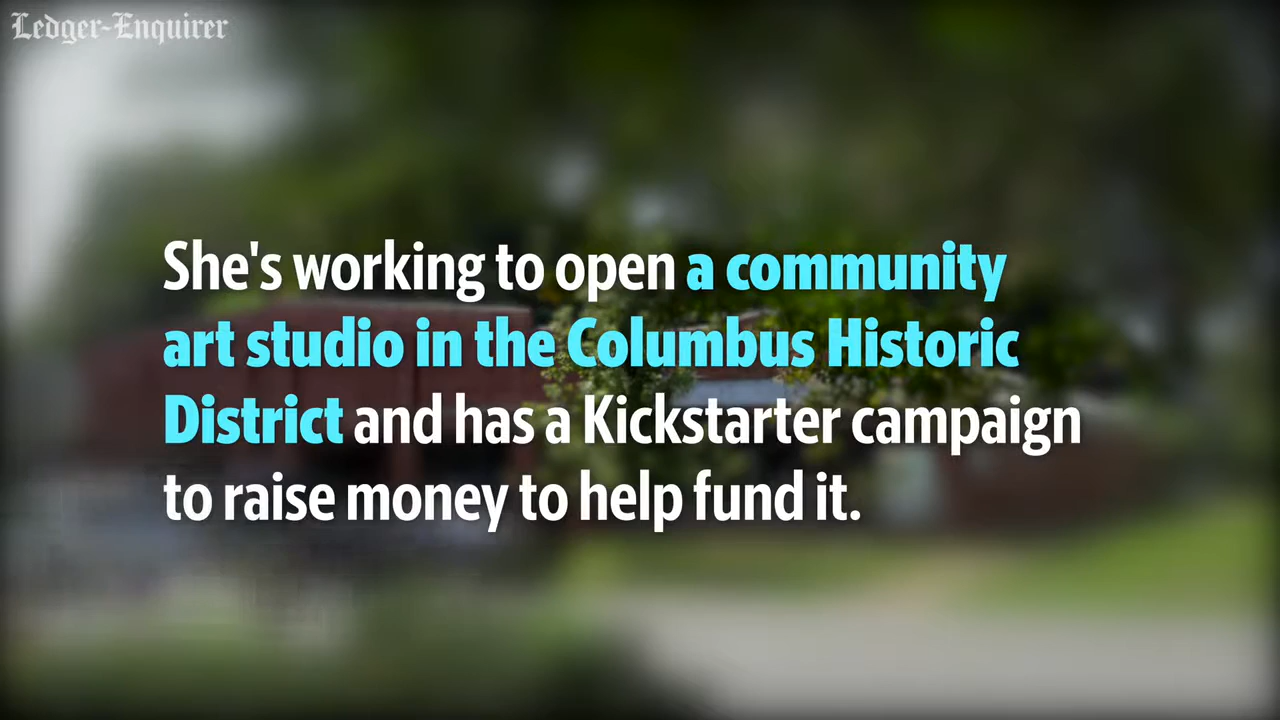 Ledger-Enquirer
She's working to open a community
art studio in the Columbus Historic
District and has a Kickstarter campaign
to raise money to help fund it.